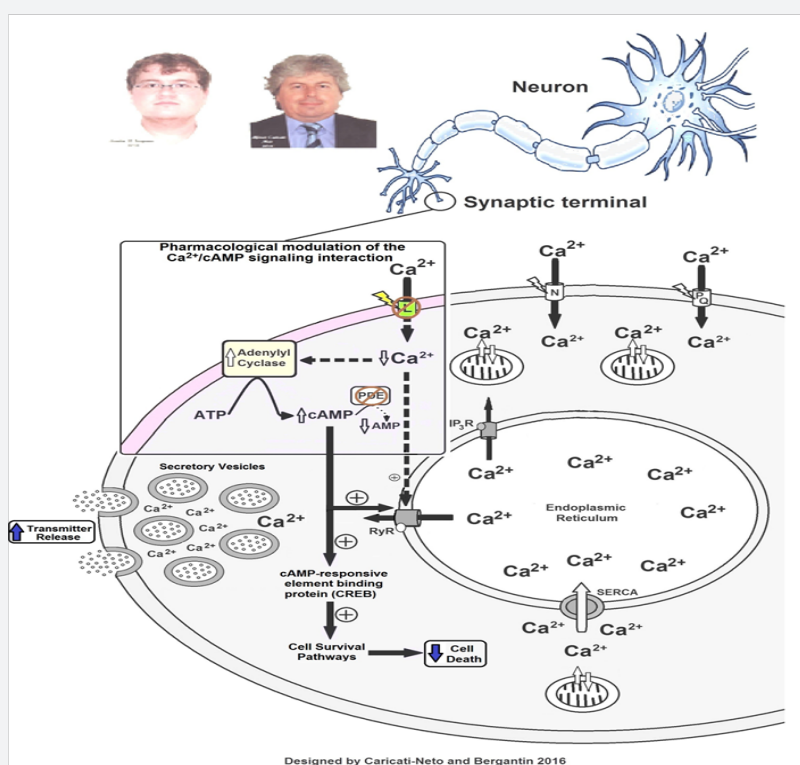 Neuron
Synaptic terminal
Pharmacological modulation of the
Ca²⁺/cAMP signaling interaction
Ca²⁺
L
Ca²⁺
N
Ca²⁺
Ca²⁺
P
Q
Ca²⁺
Ca²⁺
Ca²⁺
Adenylyl
Cyclase
Ca²⁺
ATP
cAMP
PDE
AMP
IP₃R
Secretory Vesicles
Ca²⁺
Ca²⁺
Ca²⁺
Ca²⁺
Ca²⁺
Ca²⁺
Transmitter
Release
RyR
Ca²⁺
Ca²⁺
Ca²⁺
Ca²⁺
Endoplasmic
Reticulum
Ca²⁺
Ca²⁺
Ca²⁺
Ca²⁺
SERCA
Ca²⁺
Ca²⁺
Ca²⁺
cAMP-responsive
element binding
protein (CREB)
Cell Survival
Pathways
Cell
Death
Designed by Caricati-Neto and Bergantin 2016